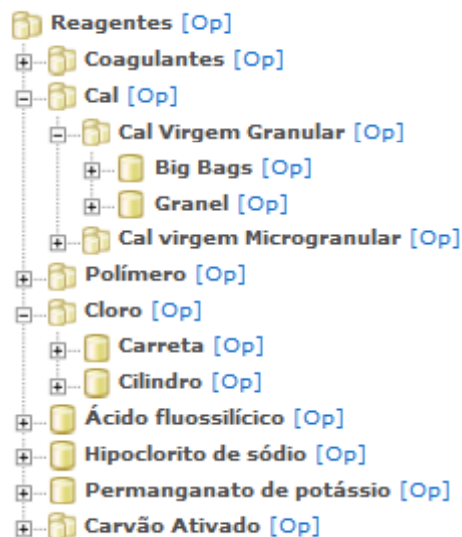 Reagentes [Op]
Coagulantes [Op]
Cal [Op]
Cal Virgem Granular [Op]
Big Bags [Op]
Granel [Op]
Cal virgem Microgranular [Op]
Polímero [Op]
Cloro [Op]
Carreta [Op]
Cilindro [Op]
Ácido fluossilícico [Op]
Hipoclorito de sódio [Op]
Permanganato de potássio [Op]
Carvão Ativado [Op]